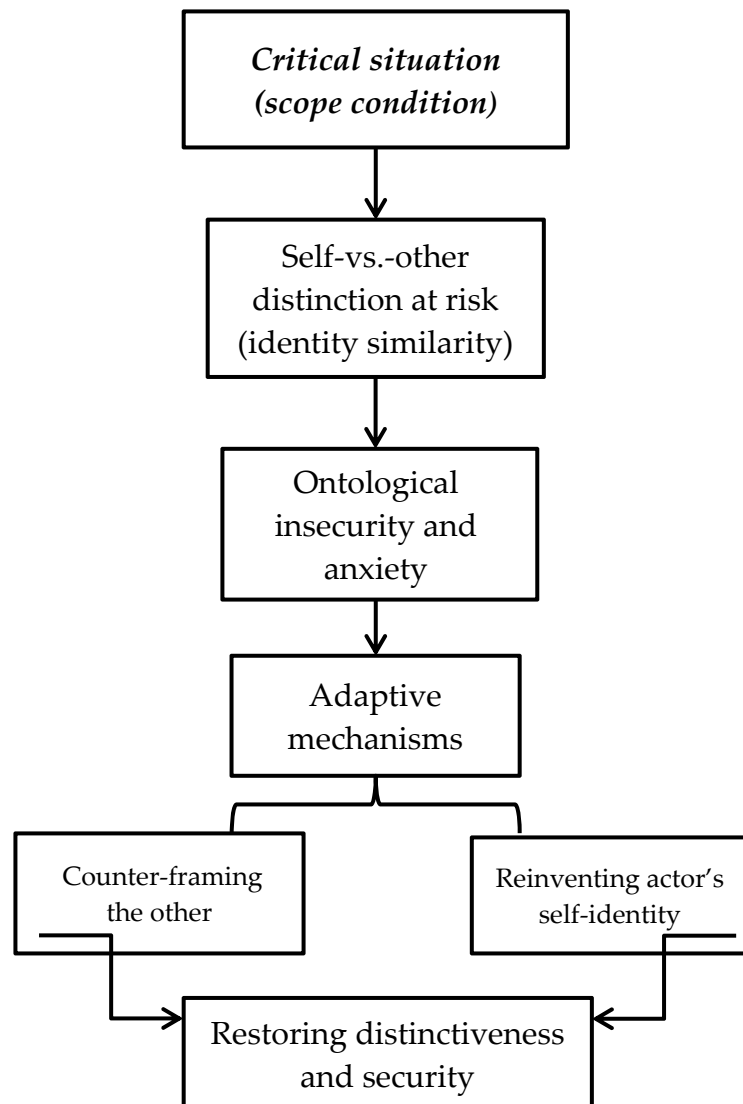 Critical situation
(scope condition)
Self-vs.-other
distinction at risk
(identity similarity)
Ontological
insecurity and
anxiety
Adaptive
mechanisms
Counter-framing
the other
Reinventing actor’s
self-identity
Restoring distinctiveness
and security